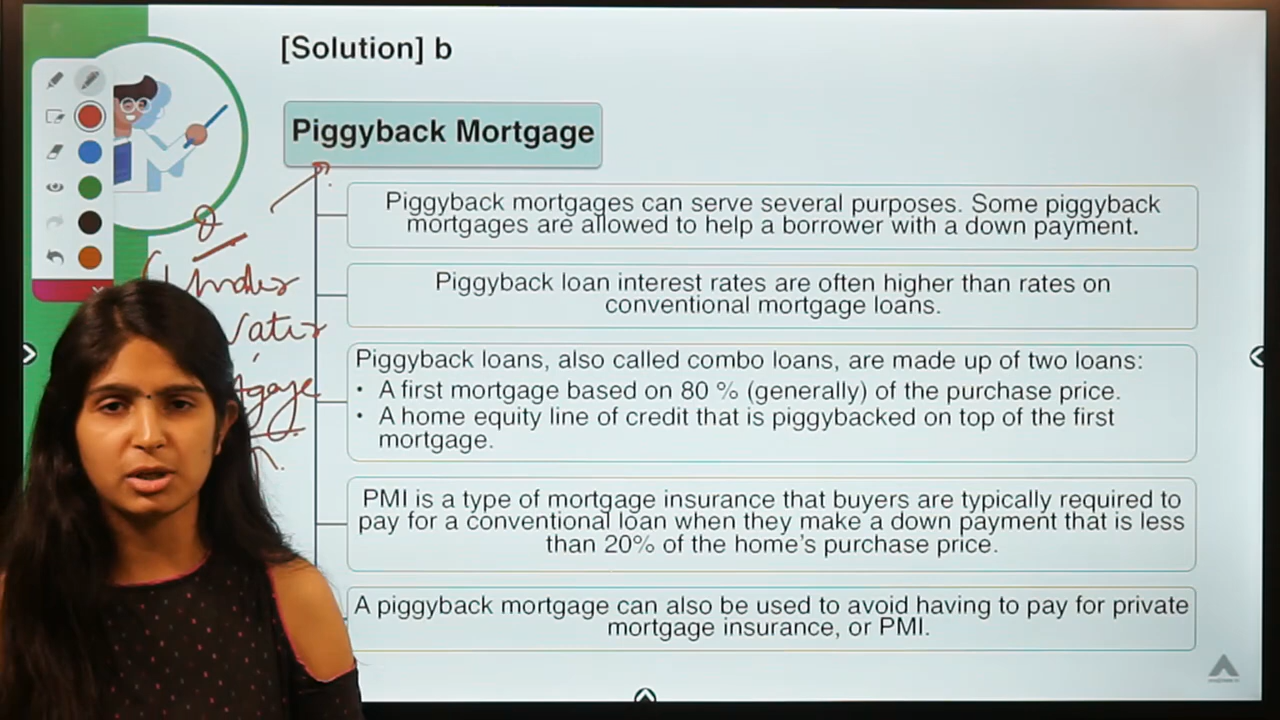 [Solution] b
Piggyback Mortgage
Piggyback mortgages can serve several purposes. Some piggyback
mortgages are allowed to help a borrower with a down payment.
Piggyback loan interest rates are often higher than rates on
conventional mortgage loans.
Piggyback loans, also called combo loans, are made up of two loans:
• A first mortgage based on 80 % (generally) of the purchase price.
• A home equity line of credit that is piggybacked on top of the first
mortgage.
PMI is a type of mortgage insurance that buyers are typically required to
pay for a conventional loan when they make a down payment that is less
than 20% of the home's purchase price.
A piggyback mortgage can also be used to avoid having to pay for private
mortgage insurance, or PMI.
Under